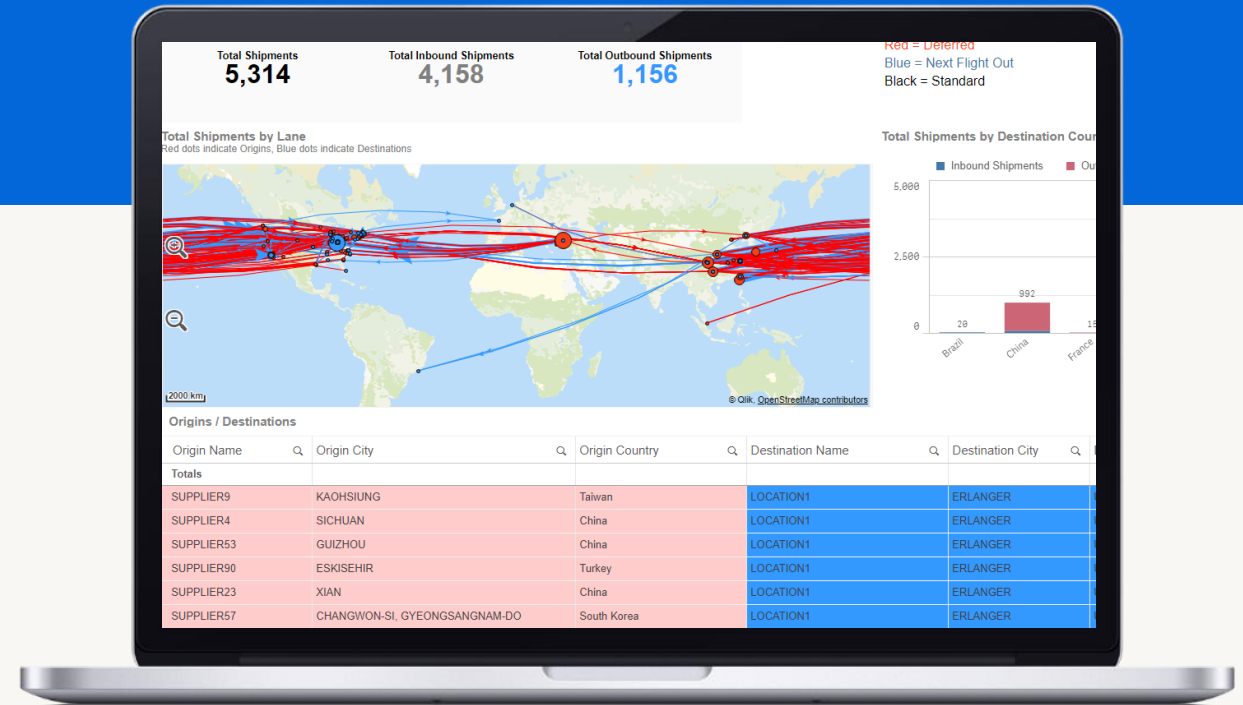 Total Shipments
5,314
Total Inbound Shipments
4,158
Total Outbound Shipments
1,156
Red = Deferred
Blue = Next Flight Out
Black = Standard
Total Shipments by Lane
Red dots indicate Origins, Blue dots indicate Destinations
2000 km
© Qlik, OpenStreetMap contributors
Total Shipments by Destination Cour
Inbound Shipments Ou
5,000
2,500
0
20
992
Brazil
China
France
Origins / Destinations
Origin Name Origin City Origin Country Destination Name Destination City
Totals
SUPPLIER9 KAOHSIUNG Taiwan LOCATION1 ERLANGER
SUPPLIER4 SICHUAN China LOCATION1 ERLANGER
SUPPLIER53 GUIZHOU China LOCATION1 ERLANGER
SUPPLIER90 ESKISEHIR Turkey LOCATION1 ERLANGER
SUPPLIER23 XIAN China LOCATION1 ERLANGER
SUPPLIER57 CHANGWON-SI, GYEONGSANGNAM-DO South Korea LOCATION1 ERLANGER